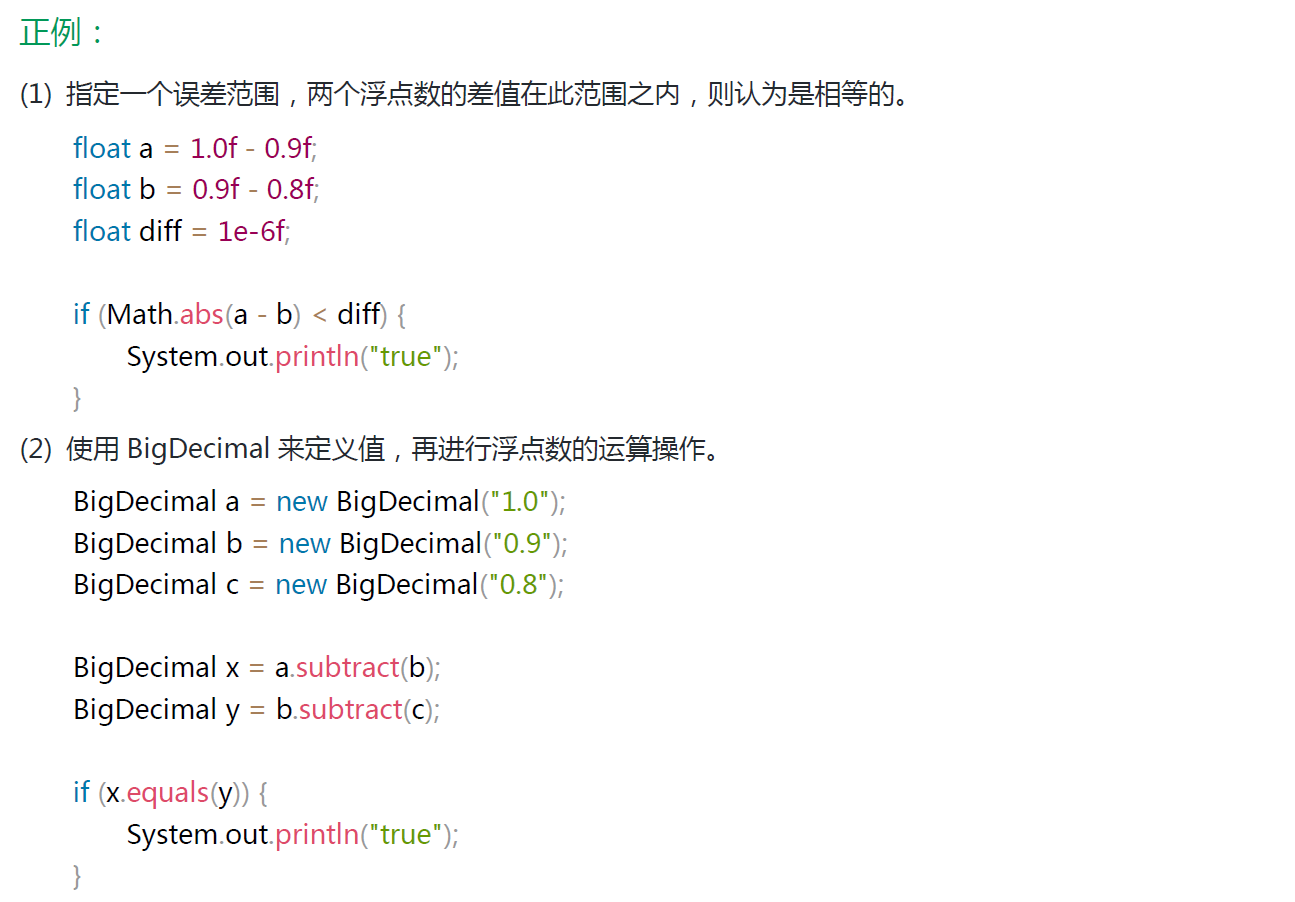 正例：
(1) 指定一个误差范围，两个浮点数的差值在此范围之内，则认为是相等的。
float a = 1.0f - 0.9f;
float b = 0.9f - 0.8f;
float diff = 1e-6f;
if (Math.abs(a - b) < diff) {
System.out.println("true");
}
(2) 使用 BigDecimal 来定义值，再进行浮点数的运算操作。
BigDecimal a = new BigDecimal("1.0");
BigDecimal b = new BigDecimal("0.9");
BigDecimal c = new BigDecimal("0.8");
BigDecimal x = a.subtract(b);
BigDecimal y = b.subtract(c);
if (x.equals(y)) {
System.out.println("true");
}